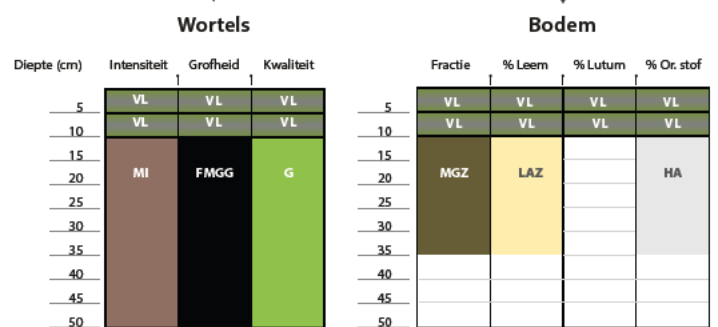 Wortels Bodem
Diepte (cm) Intensiteit Grofheid Kwaliteit Fractie % Leem % Lutum % Or. stof
5 VL VL VL 5 VL VL VL VL
10 VL VL VL 10 VL VL VL VL
15 15
20 MI FMGG G 20 MGZ LAZ HA
25 25
30 30
35 35
40 40
45 45
50 50